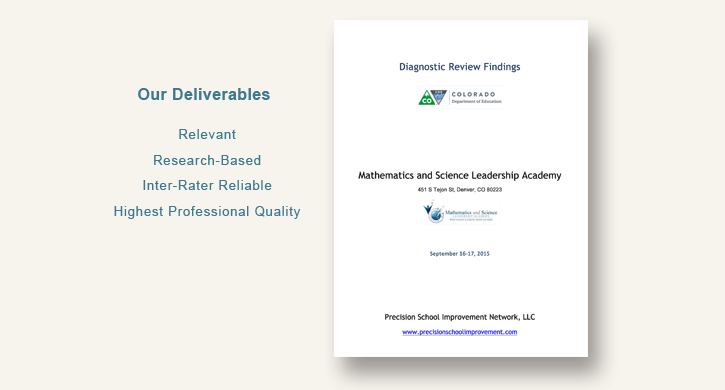 Our Deliverables
Relevant
Research-Based
Inter-Rater Reliable
Highest Professional Quality
Diagnostic Review Findings
CO
COLORADO
Department of Education
Mathematics and Science Leadership Academy
451 S Tejon St, Denver, CO 80223
Mathematics and Science
LEADERSHIP ACADEMY
September 16-17, 2015
Precision School Improvement Network, LLC
www.precisionschoolimprovement.com